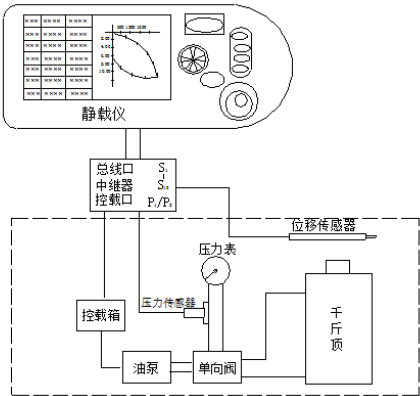 静载仪
总线口 S₁
中继器 S₁₆
控载口 P₁/P₆
位移传感器
压力表
压力传感器
控载箱
千斤顶
油泵
单向阀